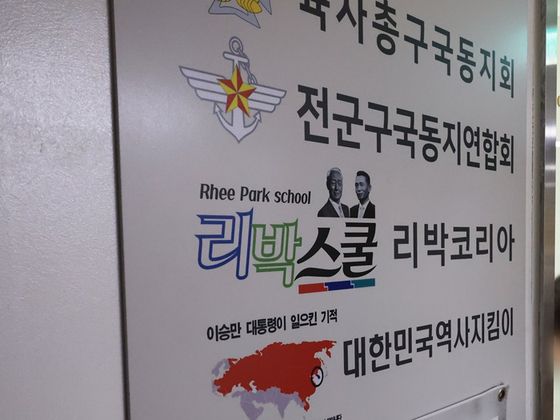 육사총구국동지회
전군구국동지연합회
Rhee Park school
리박스쿨 리박코리아
이승만 대통령이 일으킨 기적
대한민국역사지킴이